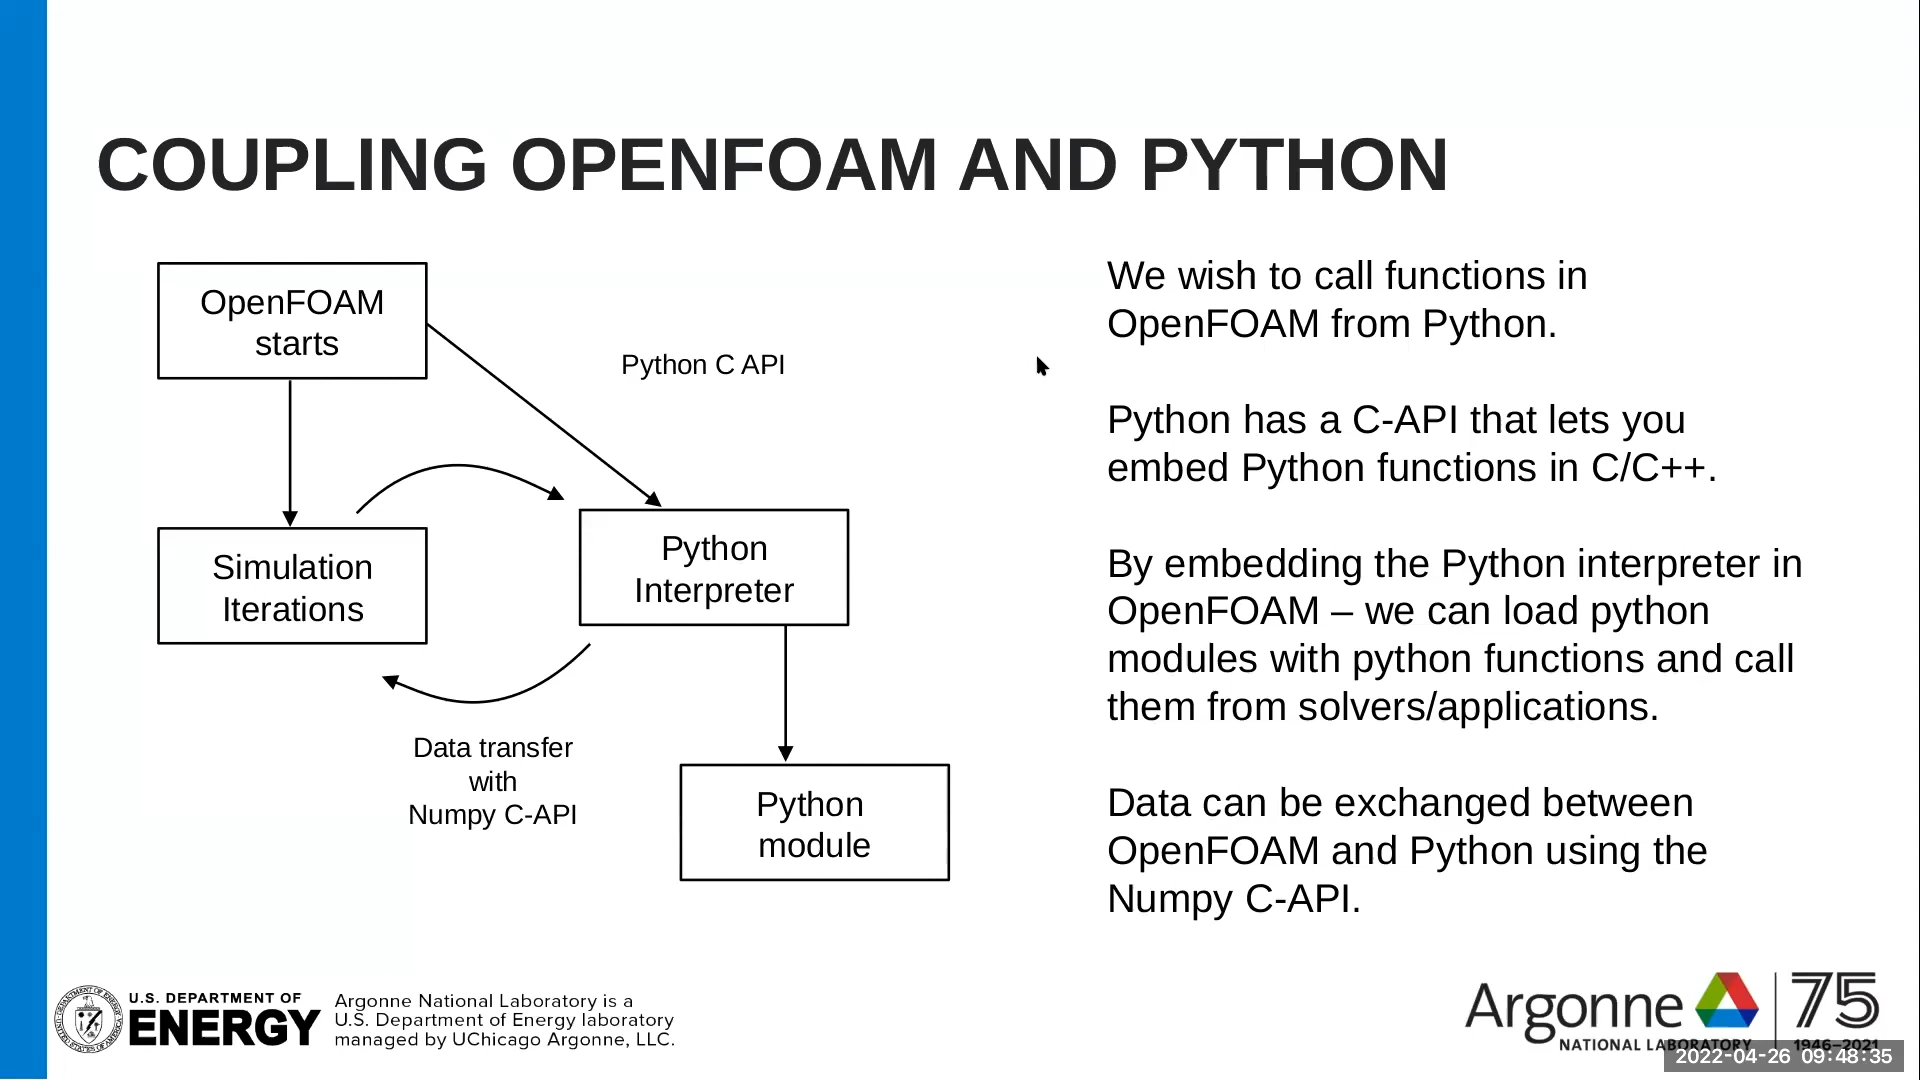 COUPLING OPENFOAM AND PYTHON
OpenFOAM
starts
Python C API
Simulation
Iterations
Python
Interpreter
Data transfer
with
Numpy C-API
Python
module
We wish to call functions in
OpenFOAM from Python.
Python has a C-API that lets you
embed Python functions in C/C++.
By embedding the Python interpreter in
OpenFOAM – we can load python
modules with python functions and call
them from solvers/applications.
Data can be exchanged between
OpenFOAM and Python using the
Numpy C-API.
U.S. DEPARTMENT OF
ENERGY
Argonne National Laboratory is a
U.S. Department of Energy laboratory
managed by UChicago Argonne, LLC.
Argonne
NATIONAL LABORATORY
75
1946–2021
2022-04-26 09:48:35